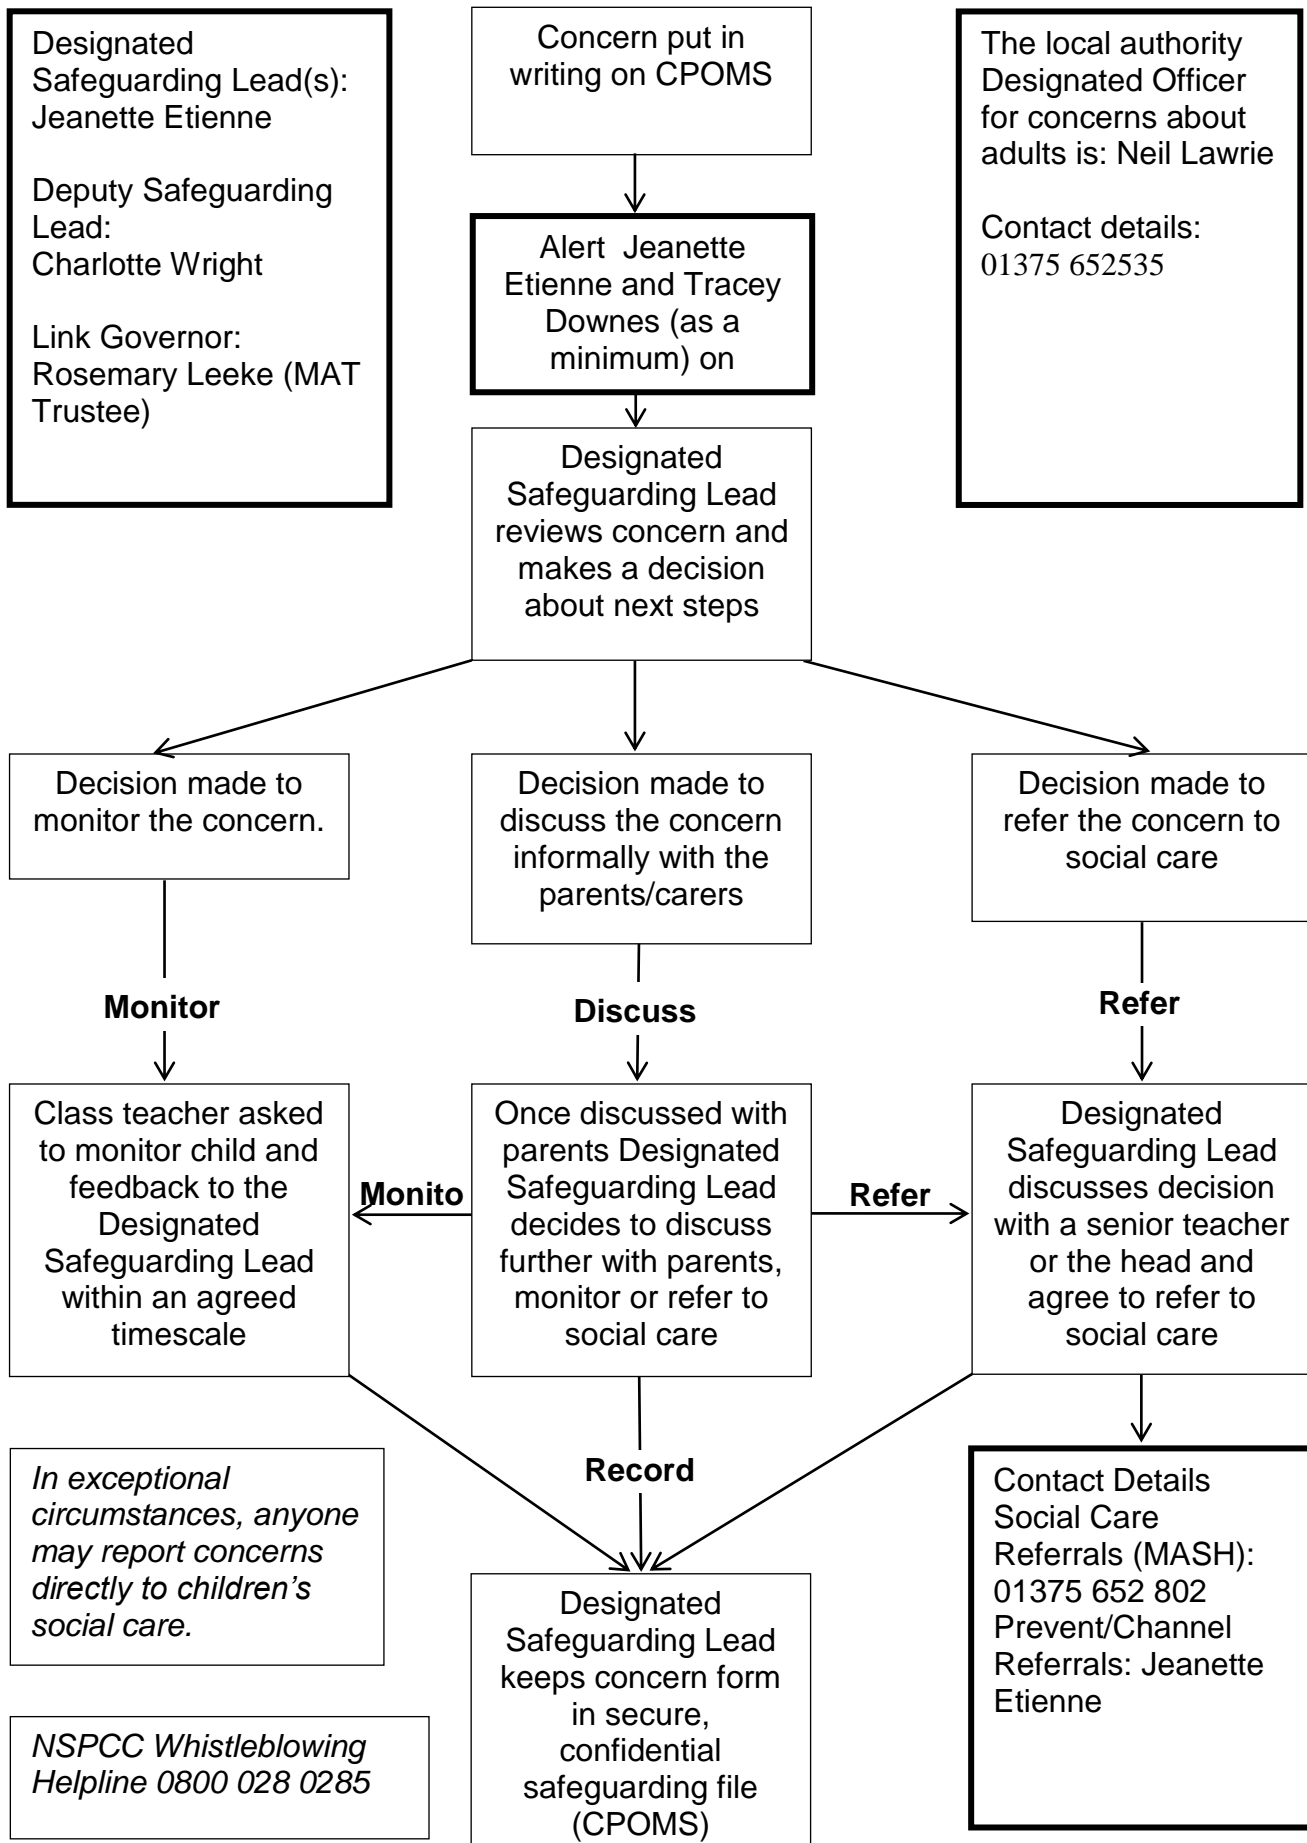 Designated
Safeguarding Lead(s):
Jeanette Etienne
Deputy Safeguarding
Lead:
Charlotte Wright
Link Governor:
Rosemary Leeke (MAT
Trustee)
Concern put in
writing on CPOMS
The local authority
Designated Officer
for concerns about
adults is: Neil Lawrie
Contact details:
01375 652535
Alert Jeanette
Etienne and Tracey
Downes (as a
minimum) on
Designated
Safeguarding Lead
reviews concern and
makes a decision
about next steps
Decision made to
monitor the concern.
Decision made to
discuss the concern
informally with the
parents/carers
Decision made to
refer the concern to
social care
Monitor
Discuss
Refer
Class teacher asked
to monitor child and
feedback to the
Designated
Safeguarding Lead
within an agreed
timescale
Monito
Once discussed with
parents Designated
Safeguarding Lead
decides to discuss
further with parents,
monitor or refer to
social care
Refer
Designated
Safeguarding Lead
discusses decision
with a senior teacher
or the head and
agree to refer to
social care
In exceptional
circumstances, anyone
may report concerns
directly to children’s
social care.
Record
Contact Details
Social Care
Referrals (MASH):
01375 652 802
Prevent/Channel
Referrals: Jeanette
Etienne
Designated
Safeguarding Lead
keeps concern form
in secure,
confidential
safeguarding file
(CPOMS)
NSPCC Whistleblowing
Helpline 0800 028 0285